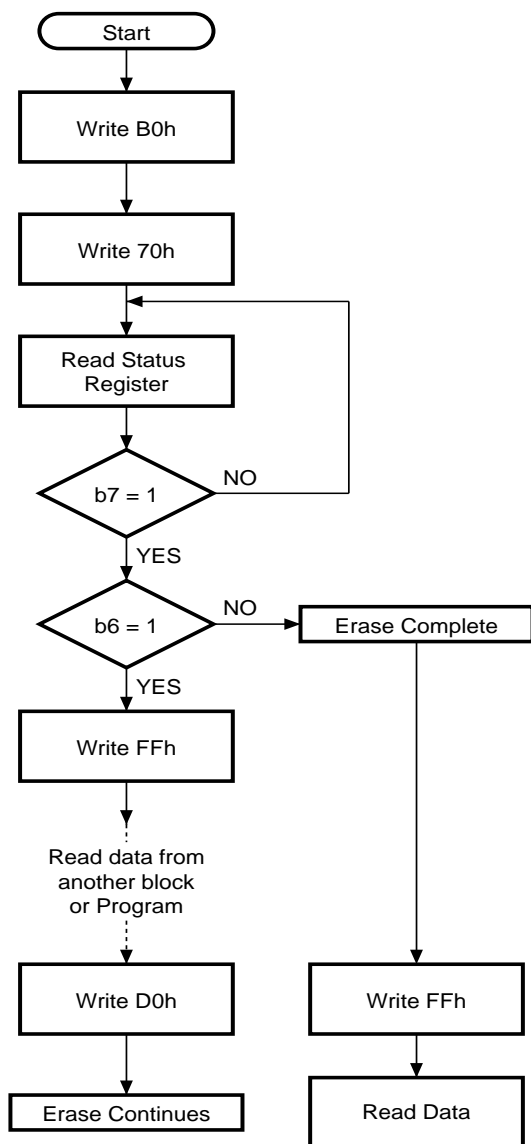 Start
Write B0h
Write 70h
Read Status
Register
b7 = 1
NO
YES
b6 = 1
NO
Erase Complete
YES
Write FFh
Read data from
another block
or Program
Write D0h
Write FFh
Erase Continues
Read Data